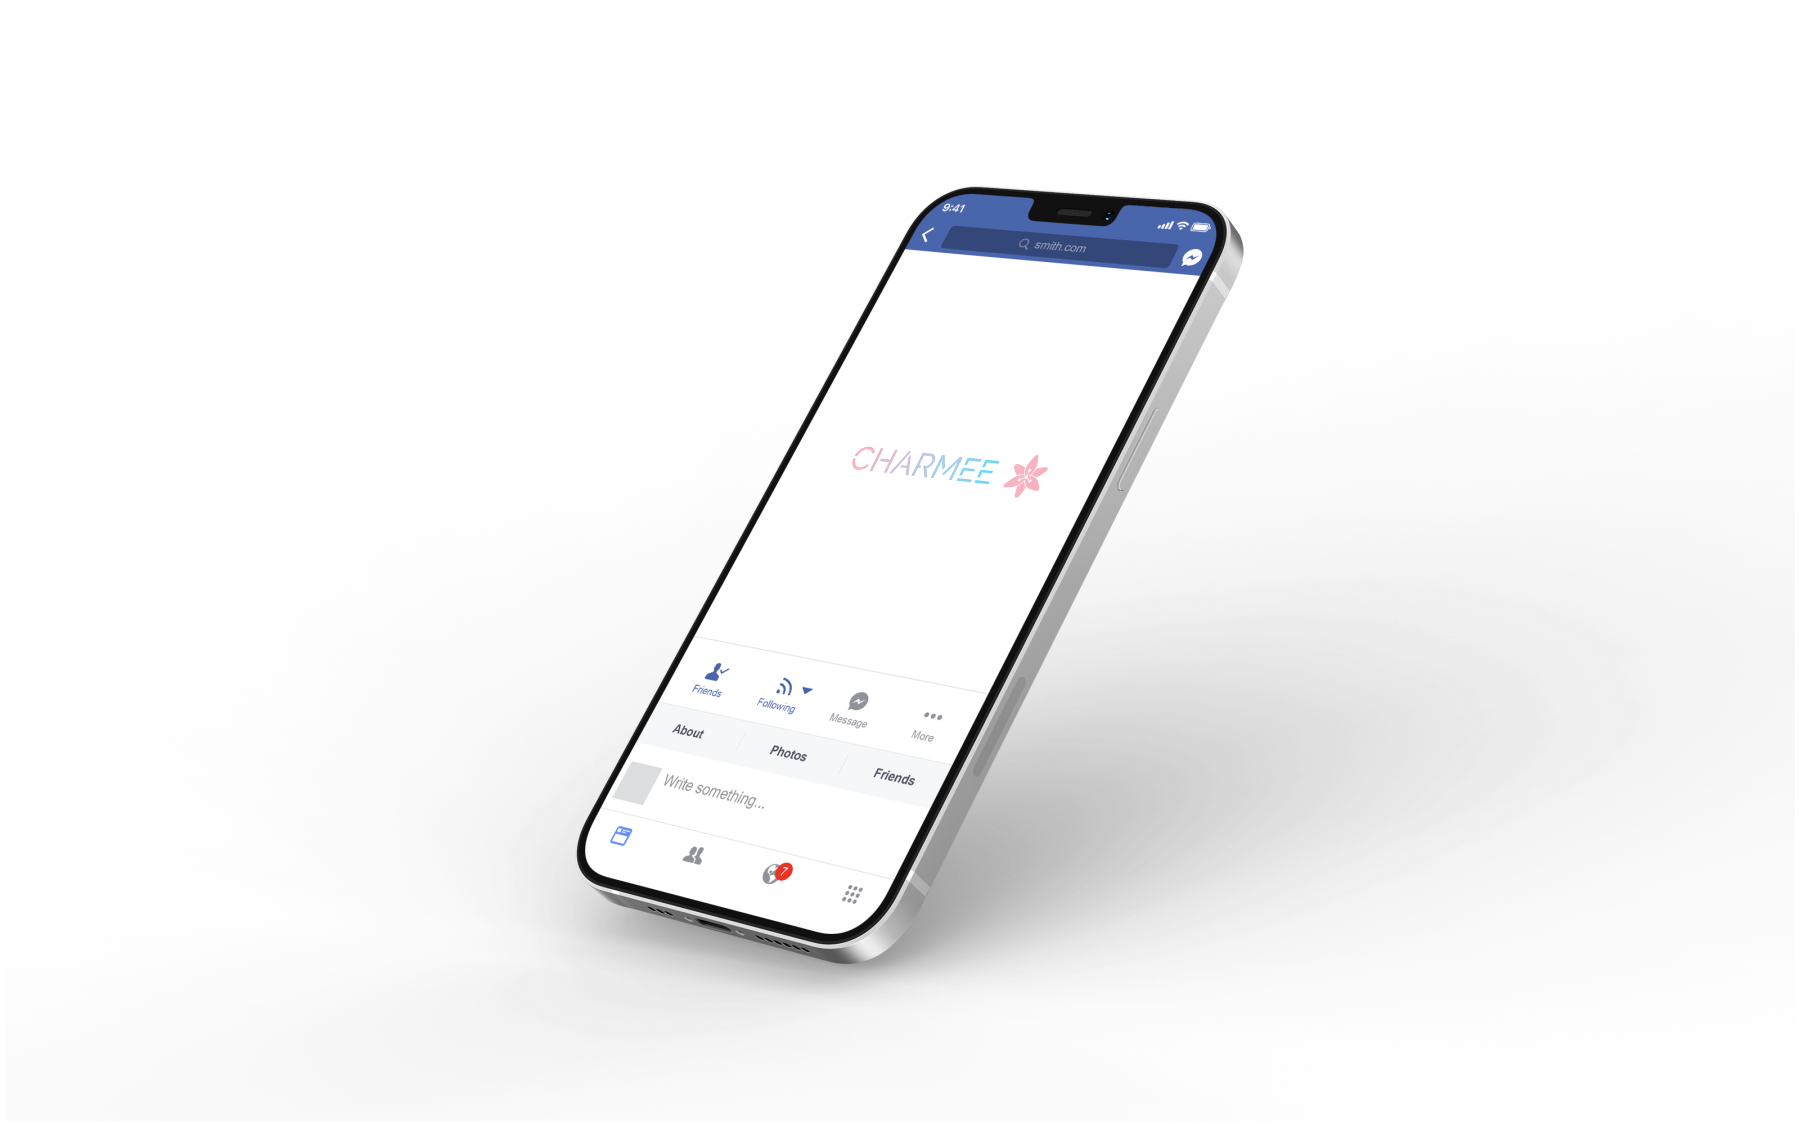 9:41
smith.com
CHARMEE
Friends
Following
Message
More
About
Photos
Friends
Write something...
7